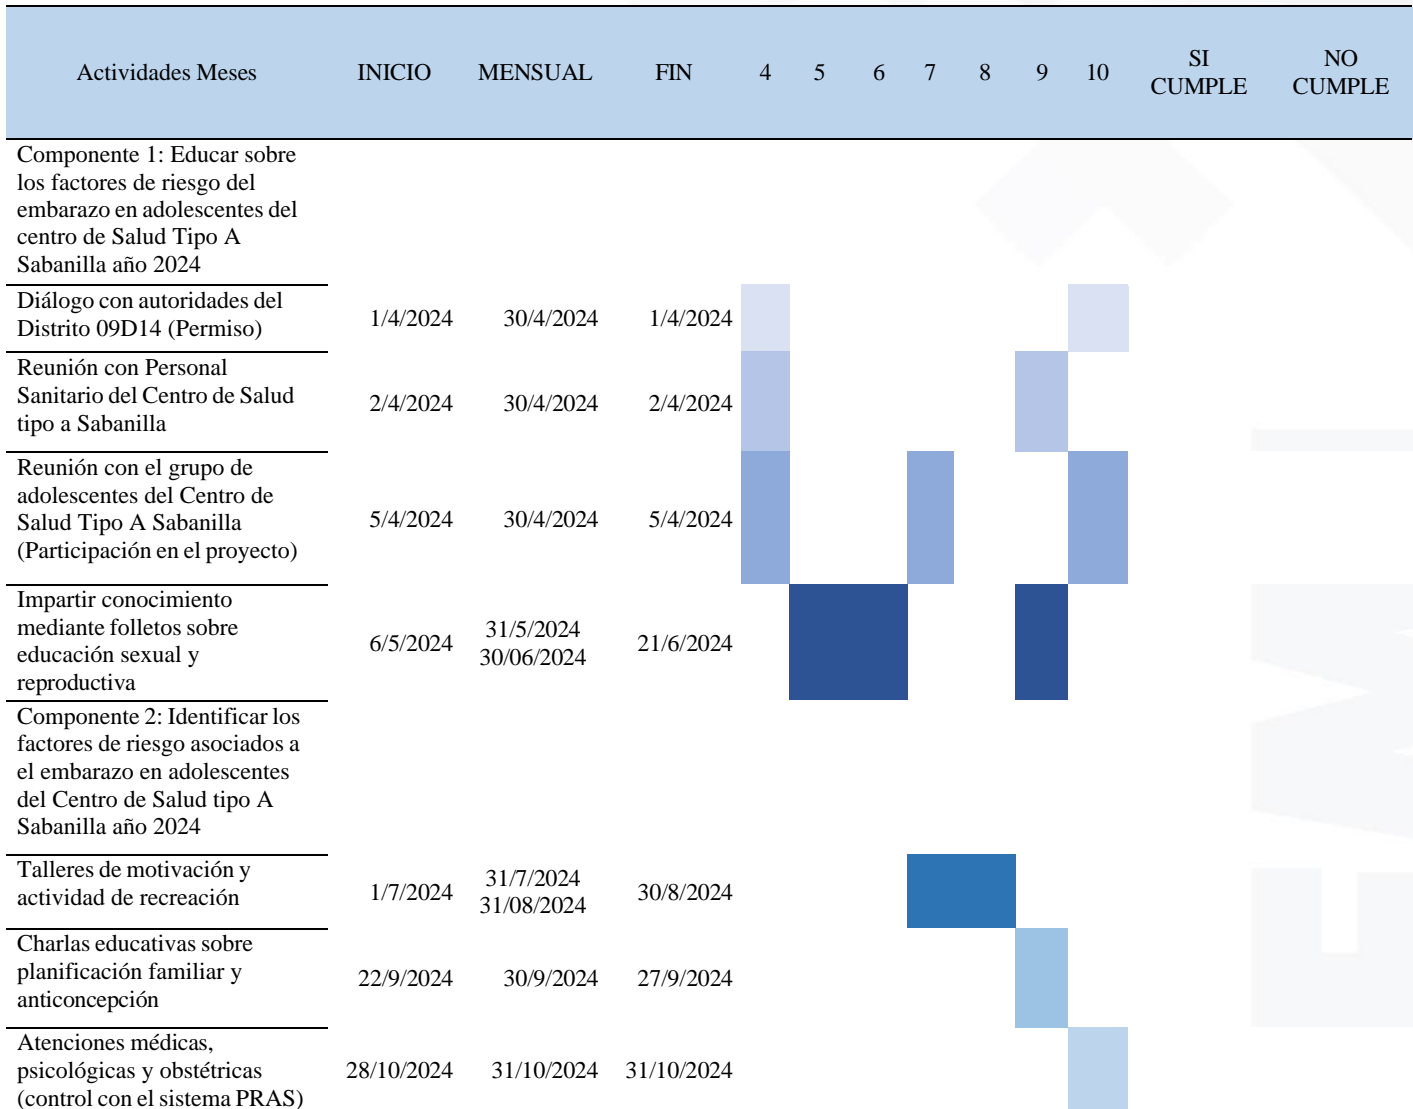 Actividades Meses INICIO MENSUAL FIN 4 5 6 7 8 9 10 SI CUMPLE NO CUMPLE
Componente 1: Educar sobre
los factores de riesgo del
embarazo en adolescentes del
centro de Salud Tipo A
Sabanilla año 2024
Diálogo con autoridades del
Distrito 09D14 (Permiso)
1/4/2024 30/4/2024 1/4/2024
Reunión con Personal
Sanitario del Centro de Salud
tipo a Sabanilla
2/4/2024 30/4/2024 2/4/2024
Reunión con el grupo de
adolescentes del Centro de
Salud Tipo A Sabanilla
(Participación en el proyecto)
5/4/2024 30/4/2024 5/4/2024
Impartir conocimiento
mediante folletos sobre
educación sexual y
reproductiva
6/5/2024 31/5/2024 30/06/2024 21/6/2024
Componente 2: Identificar los
factores de riesgo asociados a
el embarazo en adolescentes
del Centro de Salud tipo A
Sabanilla año 2024
Talleres de motivación y
actividad de recreación
1/7/2024 31/7/2024 31/08/2024 30/8/2024
Charlas educativas sobre
planificación familiar y
anticoncepción
22/9/2024 30/9/2024 27/9/2024
Atenciones médicas,
psicológicas y obstétricas
(control con el sistema PRAS)
28/10/2024 31/10/2024 31/10/2024